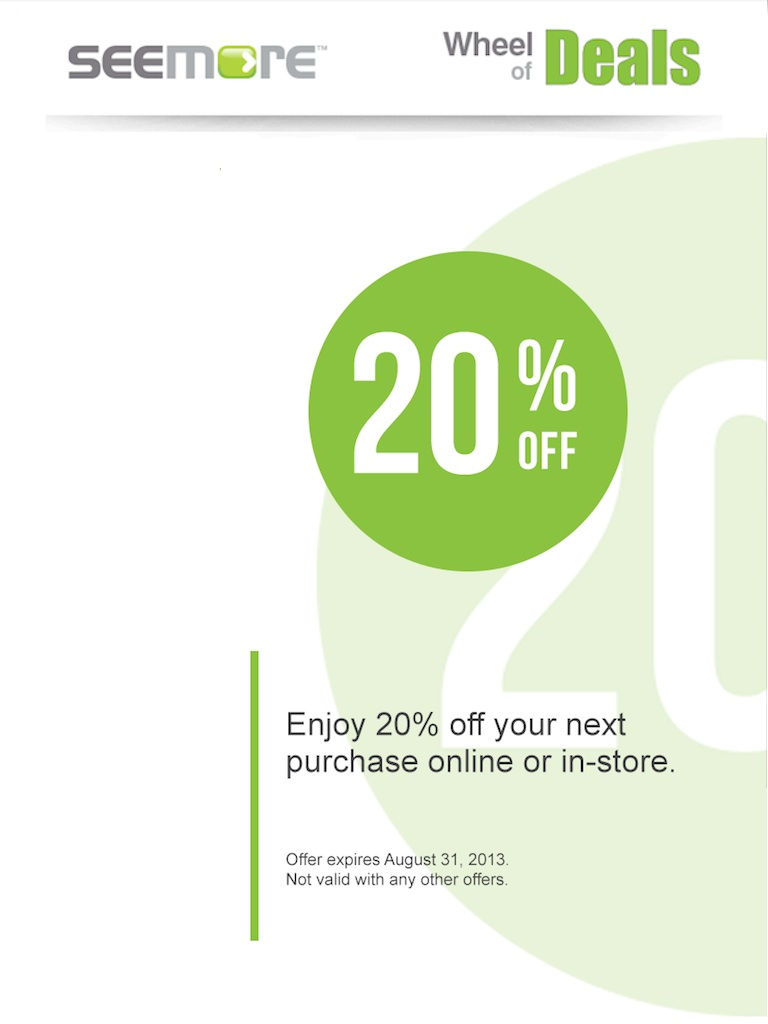 SEEMORE™
Wheel
of
Deals
20%
OFF
20
Enjoy 20% off your next
purchase online or in-store.
Offer expires August 31, 2013.
Not valid with any other offers.